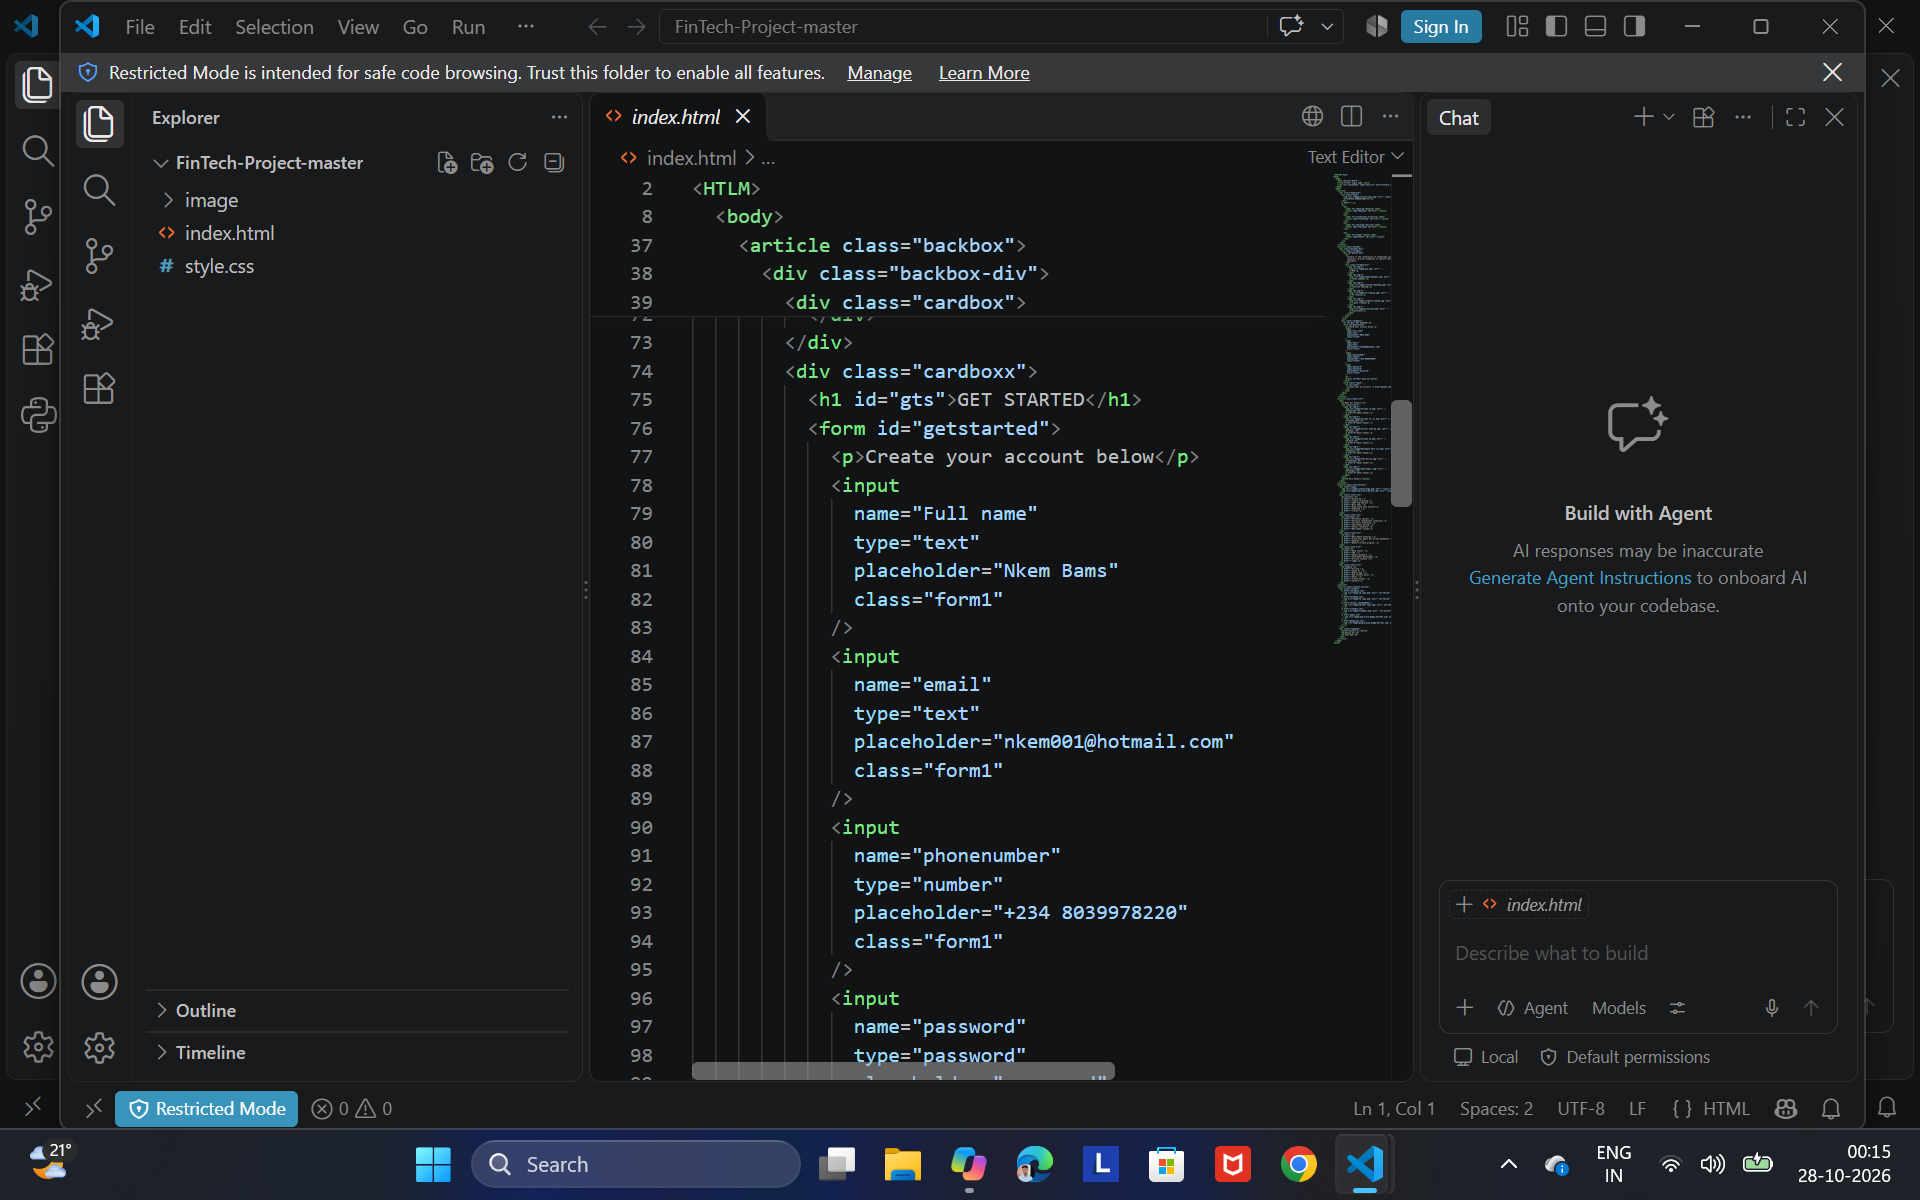 File Edit Selection View Go Run ··· FinTech-Project-master Sign In
Restricted Mode is intended for safe code browsing. Trust this folder to enable all features. Manage Learn More
Explorer
FinTech-Project-master
image
index.html
# style.css
Outline
Timeline
index.html
index.html > ...
Text Editor
2 <HTLM>
8 <body>
37 <article class="backbox">
38 <div class="backbox-div">
39 <div class="cardbox">
72 </div>
73 </div>
74 <div class="cardboxx">
75 <h1 id="gts">GET STARTED</h1>
76 <form id="getstarted">
77 <p>Create your account below</p>
78 <input
79 name="Full name"
80 type="text"
81 placeholder="Nkem Bams"
82 class="form1"
83 />
84 <input
85 name="email"
86 type="text"
87 placeholder="nkem001@hotmail.com"
88 class="form1"
89 />
90 <input
91 name="phonenumber"
92 type="number"
93 placeholder="+234 8039978220"
94 class="form1"
95 />
96 <input
97 name="password"
98 type="password"
Chat
Build with Agent
AI responses may be inaccurate
Generate Agent Instructions to onboard AI
onto your codebase.
index.html
Describe what to build
Agent Models
Local Default permissions
Restricted Mode 0 0 Ln 1, Col 1 Spaces: 2 UTF-8 LF { } HTML
21°
Search
L
ENG
IN
00:15
28-10-2026